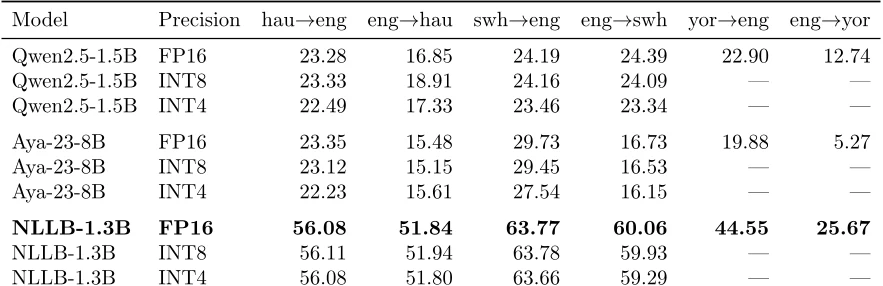 Model Precision hau→eng eng→hau swh→eng eng→swh yor→eng eng→yor
Qwen2.5-1.5B FP16 23.28 16.85 24.19 24.39 22.90 12.74
Qwen2.5-1.5B INT8 23.33 18.91 24.16 24.09 — —
Qwen2.5-1.5B INT4 22.49 17.33 23.46 23.34 — —
Aya-23-8B FP16 23.35 15.48 29.73 16.73 19.88 5.27
Aya-23-8B INT8 23.12 15.15 29.45 16.53 — —
Aya-23-8B INT4 22.23 15.61 27.54 16.15 — —
NLLB-1.3B FP16 56.08 51.84 63.77 60.06 44.55 25.67
NLLB-1.3B INT8 56.11 51.94 63.78 59.93 — —
NLLB-1.3B INT4 56.08 51.80 63.66 59.29 — —